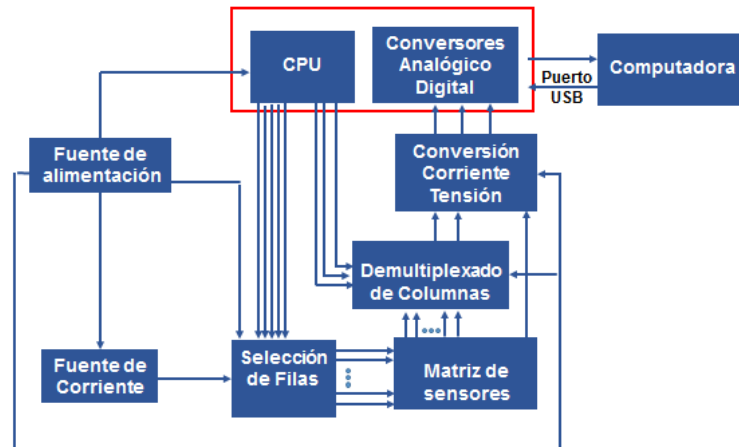 CPU
Conversores
Analógico
Digital
Computadora
Puerto
USB
Fuente de
alimentación
Conversión
Corriente
Tensión
Demultiplexado
de Columnas
Fuente de
Corriente
Selección
de Filas
Matriz de
sensores